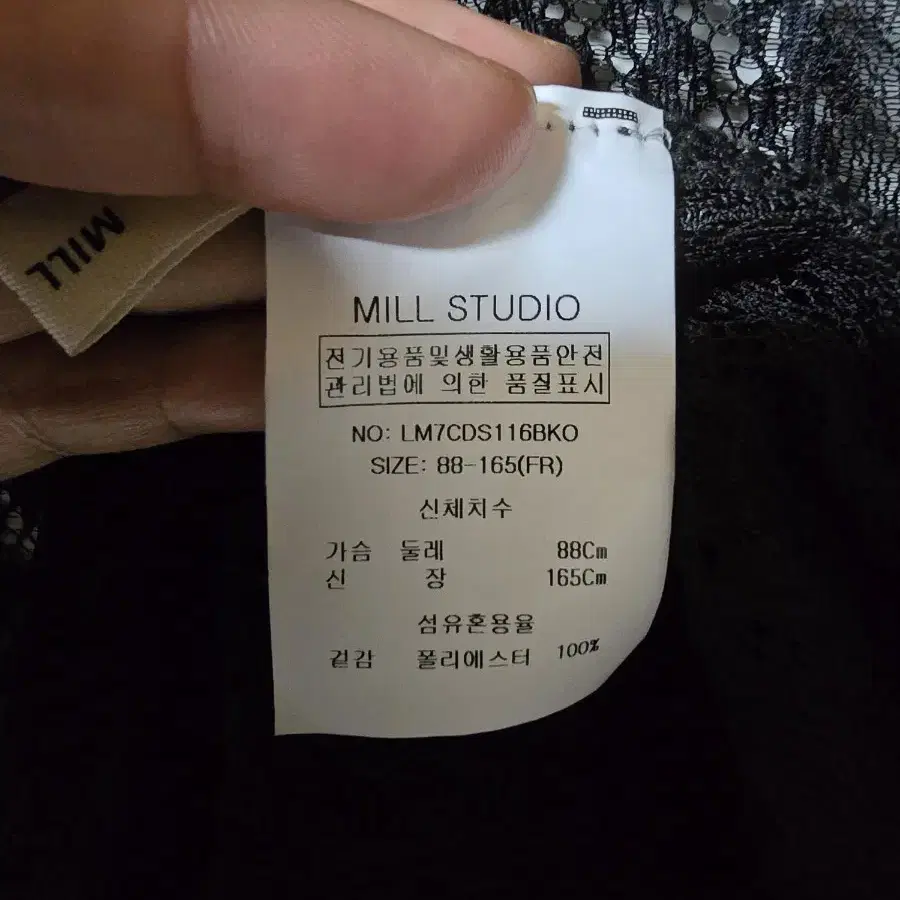 MILL
MILL STUDIO
전기용품및생활용품안전
관리법에 의한 품질표시
NO: LM7CDS116BKO
SIZE: 88-165(FR)
신체치수
가슴 둘레 88Cm
신 장 165Cm
섬유혼용율
겉감 폴리에스터 100%